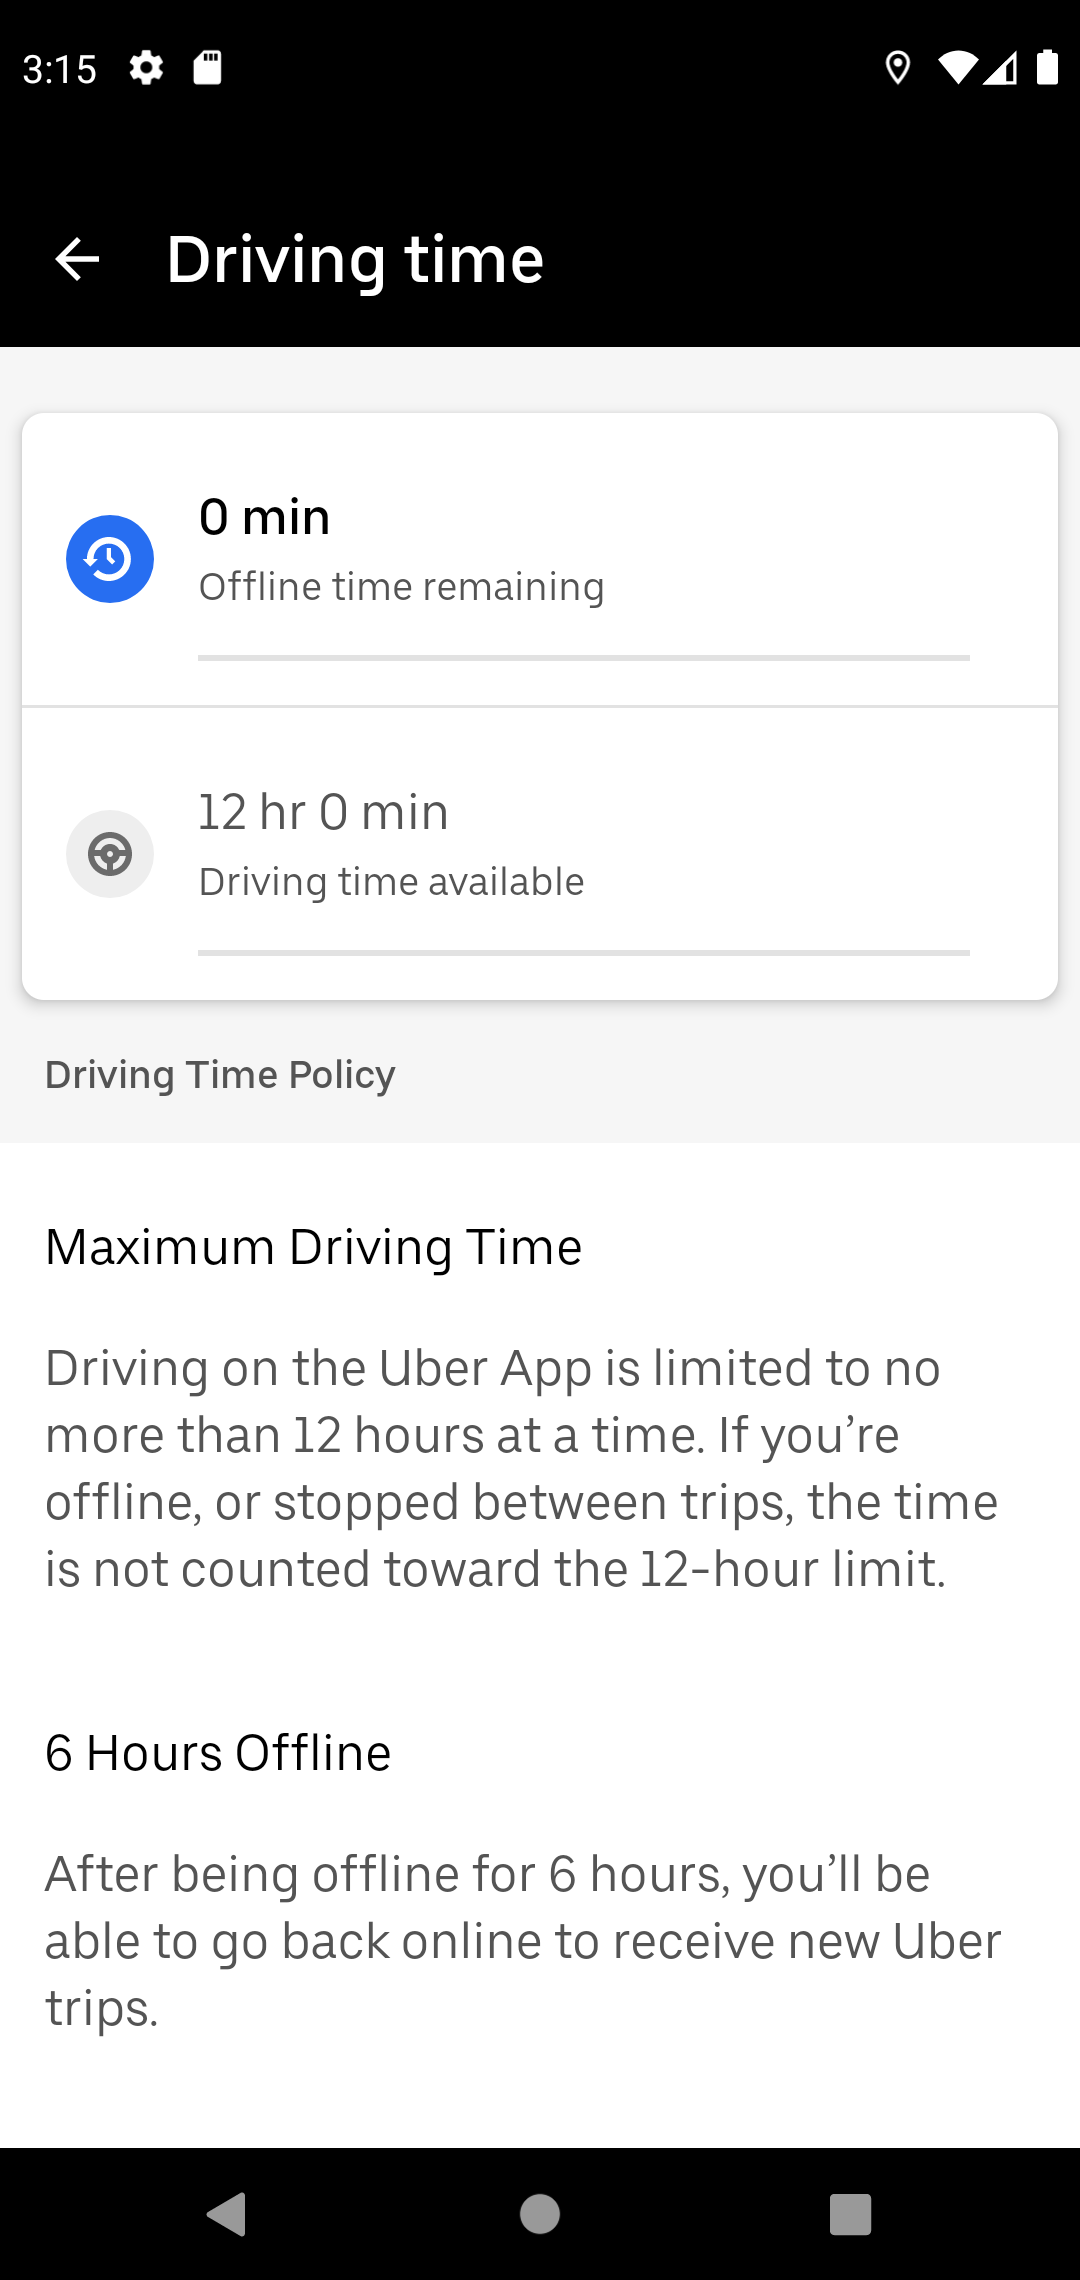 3:15
Driving time
0 min
Offline time remaining
12 hr 0 min
Driving time available
Driving Time Policy
Maximum Driving Time
Driving on the Uber App is limited to no
more than 12 hours at a time. If you’re
offline, or stopped between trips, the time
is not counted toward the 12-hour limit.
6 Hours Offline
After being offline for 6 hours, you’ll be
able to go back online to receive new Uber
trips.